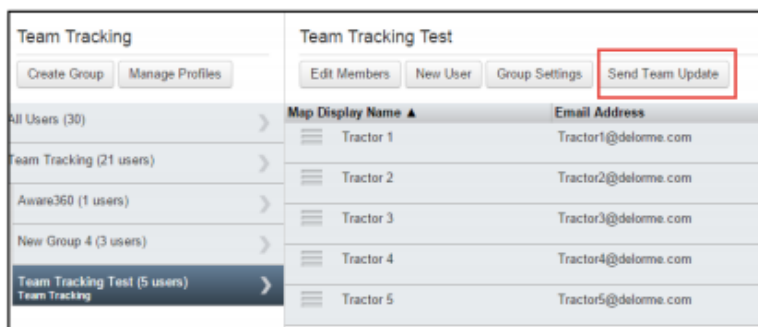 Team Tracking
Create Group Manage Profiles
All Users (30)
Team Tracking (21 users)
Aware360 (1 users)
New Group 4 (3 users)
Team Tracking Test (5 users)
Team Tracking
Team Tracking Test
Edit Members New User Group Settings Send Team Update
Map Display Name ▲ Email Address
Tractor 1 Tractor1@delorme.com
Tractor 2 Tractor2@delorme.com
Tractor 3 Tractor3@delorme.com
Tractor 4 Tractor4@delorme.com
Tractor 5 Tractor5@delorme.com